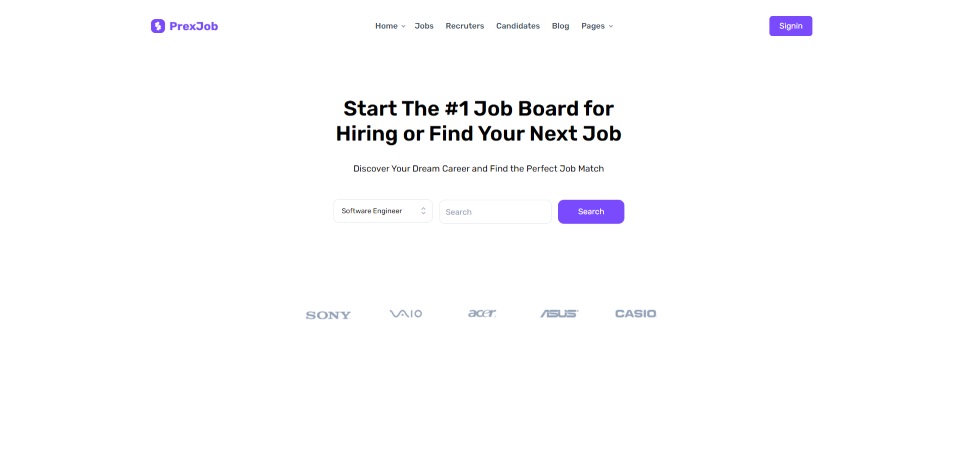 PrexJob
Home Jobs Recruters Candidates Blog Pages
Signin
Start The #1 Job Board for
Hiring or Find Your Next Job
Discover Your Dream Career and Find the Perfect Job Match
Software Engineer
Search
Search
SONY VAIO acer ASUS CASIO